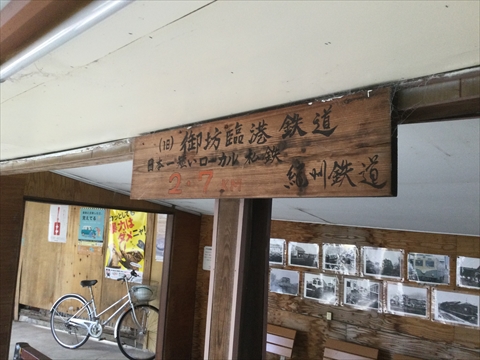 (旧)御坊臨港鉄道
日本一短いローカル私鉄
2.7km 紀州鉄道